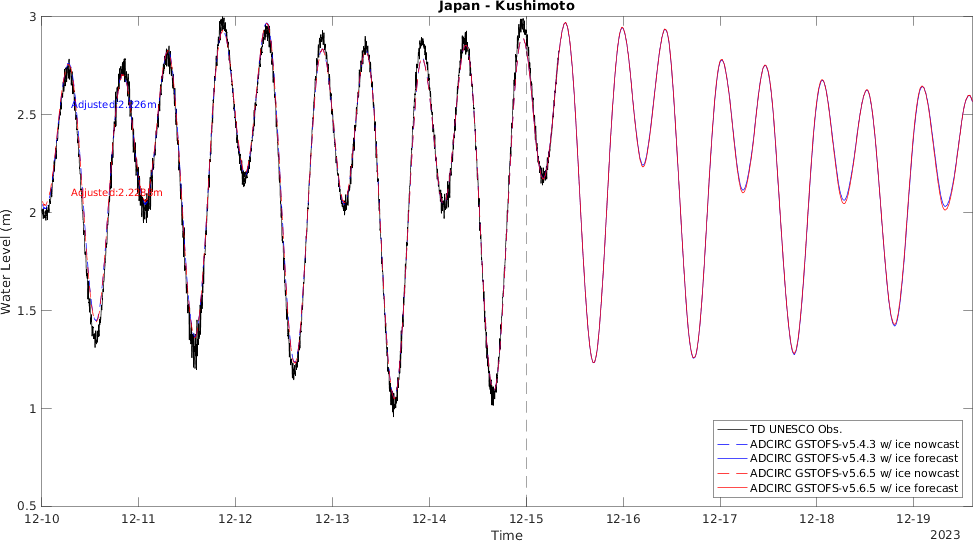 Japan - Kushimoto
3
2.5
2
1.5
1
0.5
Water Level (m)
Adjusted:2.226m
Adjusted:2.229m
TD UNESCO Obs.
ADCIRC GSTOFS-v5.4.3 w/ ice nowcast
ADCIRC GSTOFS-v5.4.3 w/ ice forecast
ADCIRC GSTOFS-v5.6.5 w/ ice nowcast
ADCIRC GSTOFS-v5.6.5 w/ ice forecast
12-10 12-11 12-12 12-13 12-14 12-15 12-16 12-17 12-18 12-19
Time
2023